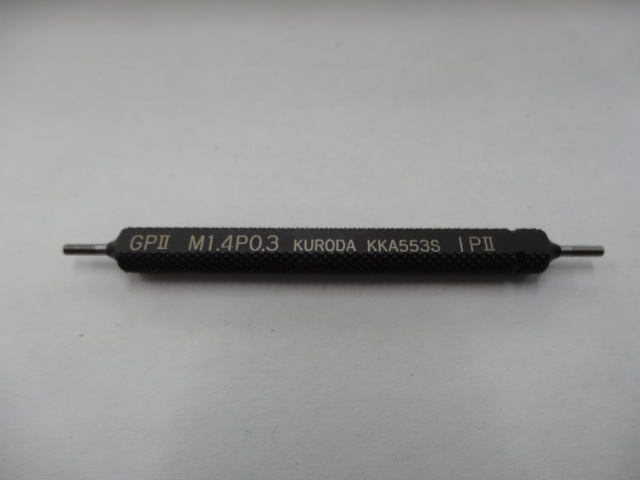 GPⅡ M1.4P0.3 KURODA KKA553S IPⅡ